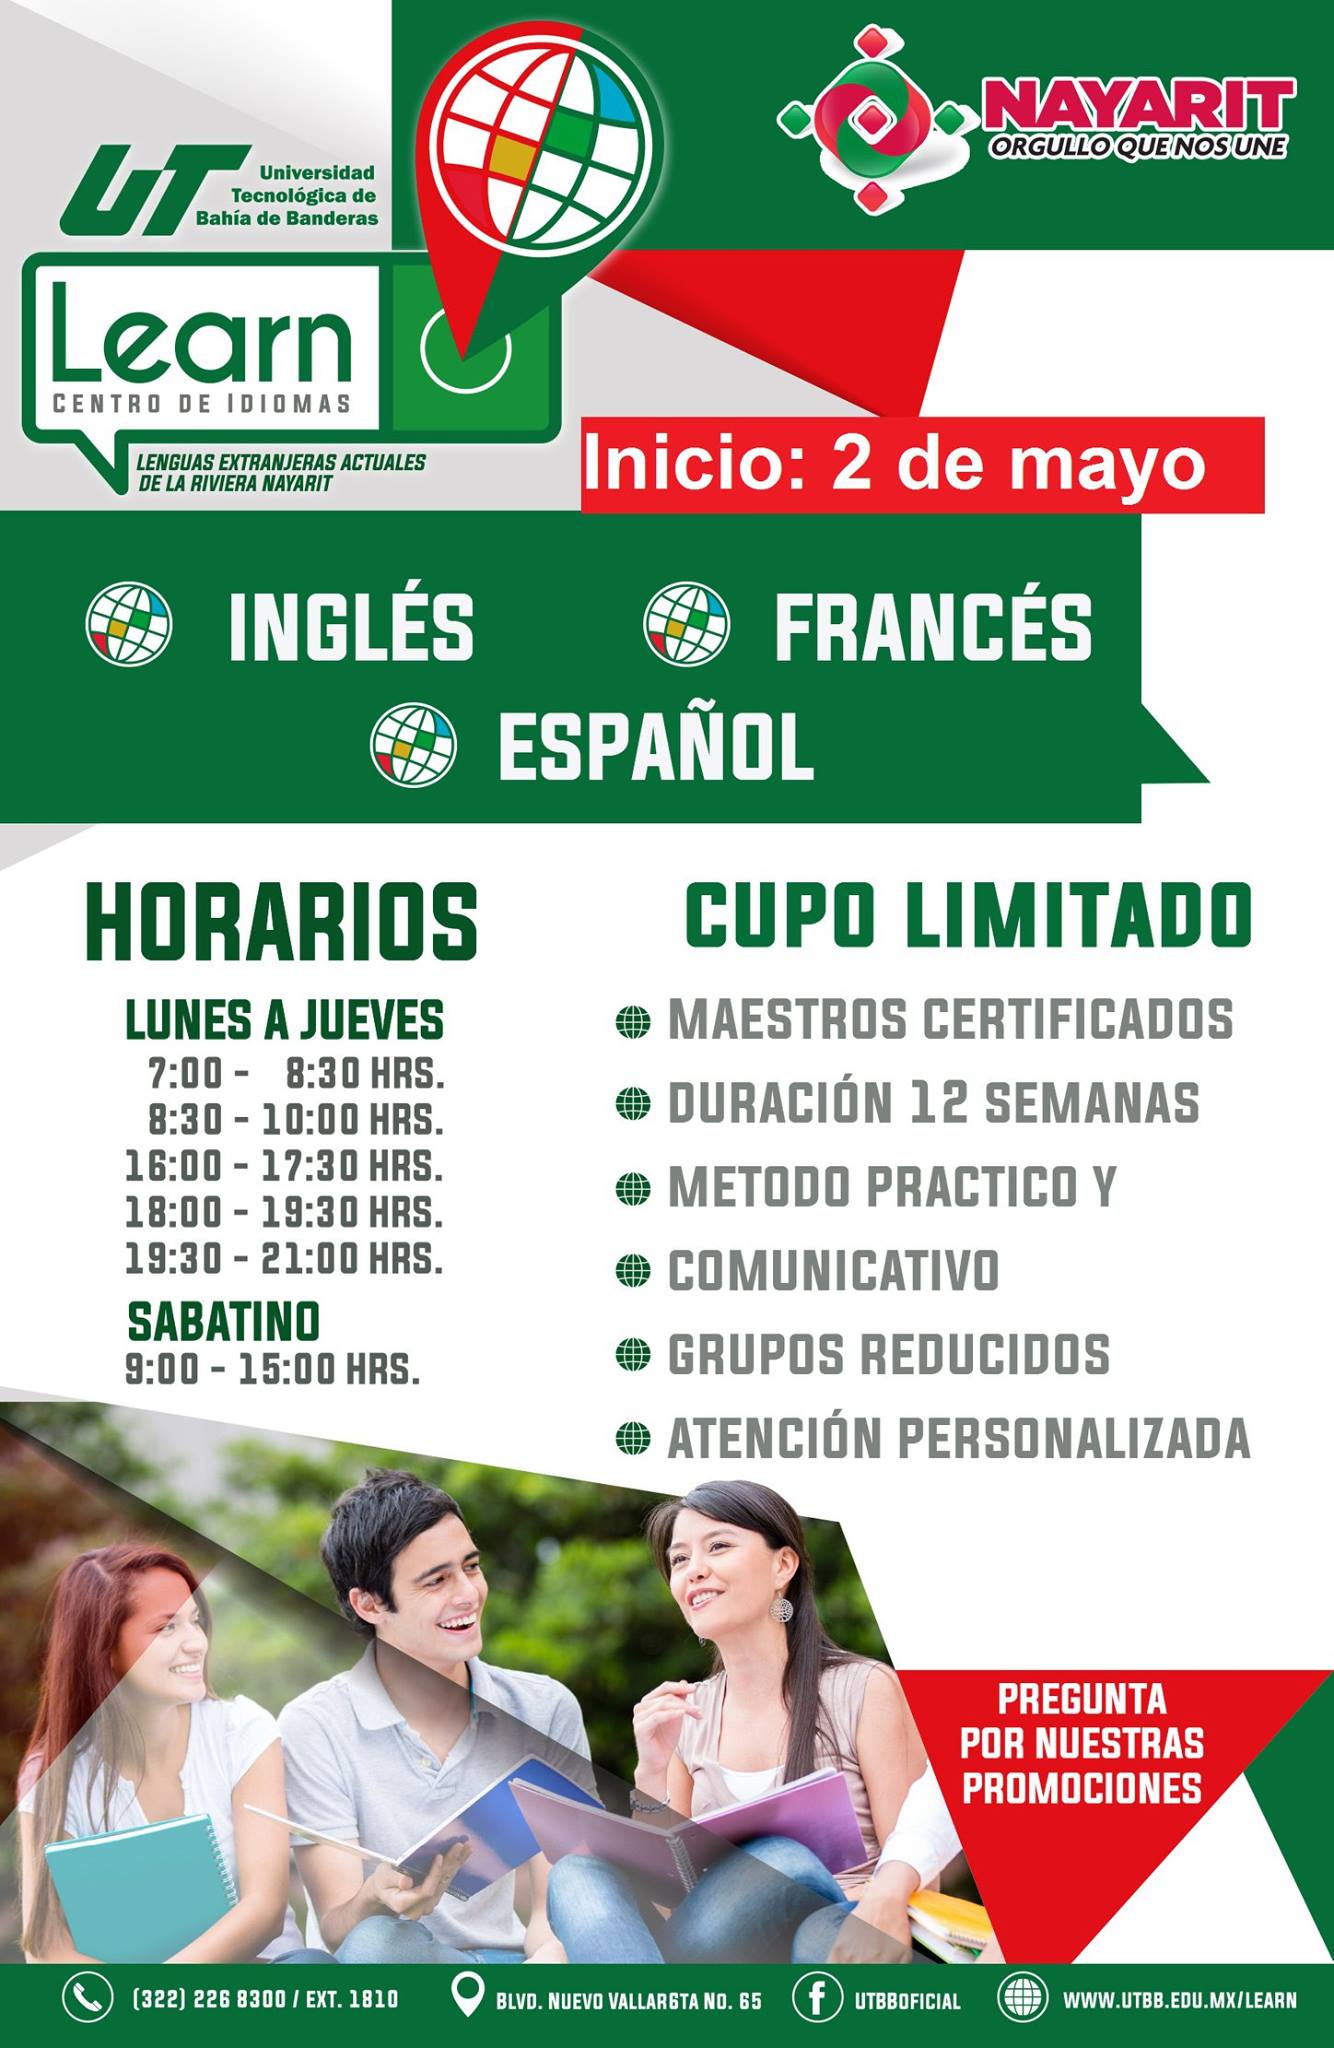 UT
Universidad
Tecnológica de
Bahía de Banderas
NAYARIT
ORGULLO QUE NOS UNE
Learn
CENTRO DE IDIOMAS
LENGUAS EXTRANJERAS ACTUALES
DE LA RIVIERA NAYARIT
Inicio: 2 de mayo
INGLÉS
FRANCÉS
ESPAÑOL
HORARIOS
LUNES A JUEVES
7:00 - 8:30 HRS.
8:30 - 10:00 HRS.
16:00 - 17:30 HRS.
18:00 - 19:30 HRS.
19:30 - 21:00 HRS.
SABATINO
9:00 - 15:00 HRS.
CUPO LIMITADO
MAESTROS CERTIFICADOS
DURACIÓN 12 SEMANAS
METODO PRACTICO Y
COMUNICATIVO
GRUPOS REDUCIDOS
ATENCIÓN PERSONALIZADA
PREGUNTA
POR NUESTRAS
PROMOCIONES
(322) 226 8300 / EXT. 1810
BLVD. NUEVO VALLAR6TA NO. 65
UTBBOFICIAL
WWW.UTBB.EDU.MX/LEARN